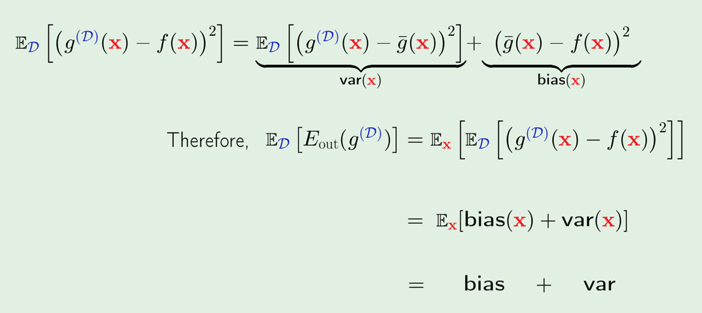 𝔼_𝒟 [(g^(𝒟)(x) − f(x))²] = 𝔼_𝒟 [(g^(𝒟)(x) − ḡ(x))²] + (ḡ(x) − f(x))²
var(x) bias(x)
Therefore, 𝔼_𝒟 [E_out(g^(𝒟))] = 𝔼_x [𝔼_𝒟 [(g^(𝒟)(x) − f(x))²]]
= 𝔼_x[bias(x) + var(x)]
= bias + var